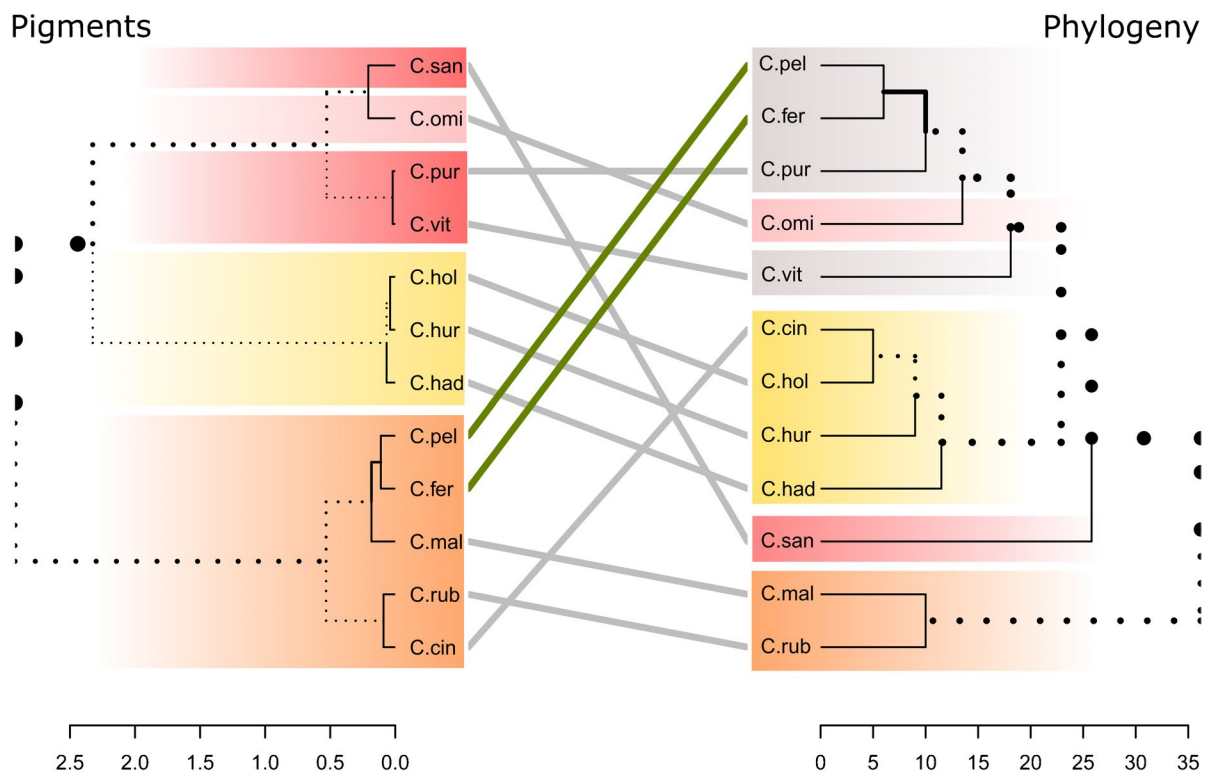 Pigments
Phylogeny
C.san
C.omi
C.pur
C.vit
C.hol
C.hur
C.had
C.pel
C.fer
C.mal
C.rub
C.cin
2.5 2.0 1.5 1.0 0.5 0.0
C.pel
C.fer
C.pur
C.omi
C.vit
C.cin
C.hol
C.hur
C.had
C.san
C.mal
C.rub
0 5 10 15 20 25 30 35